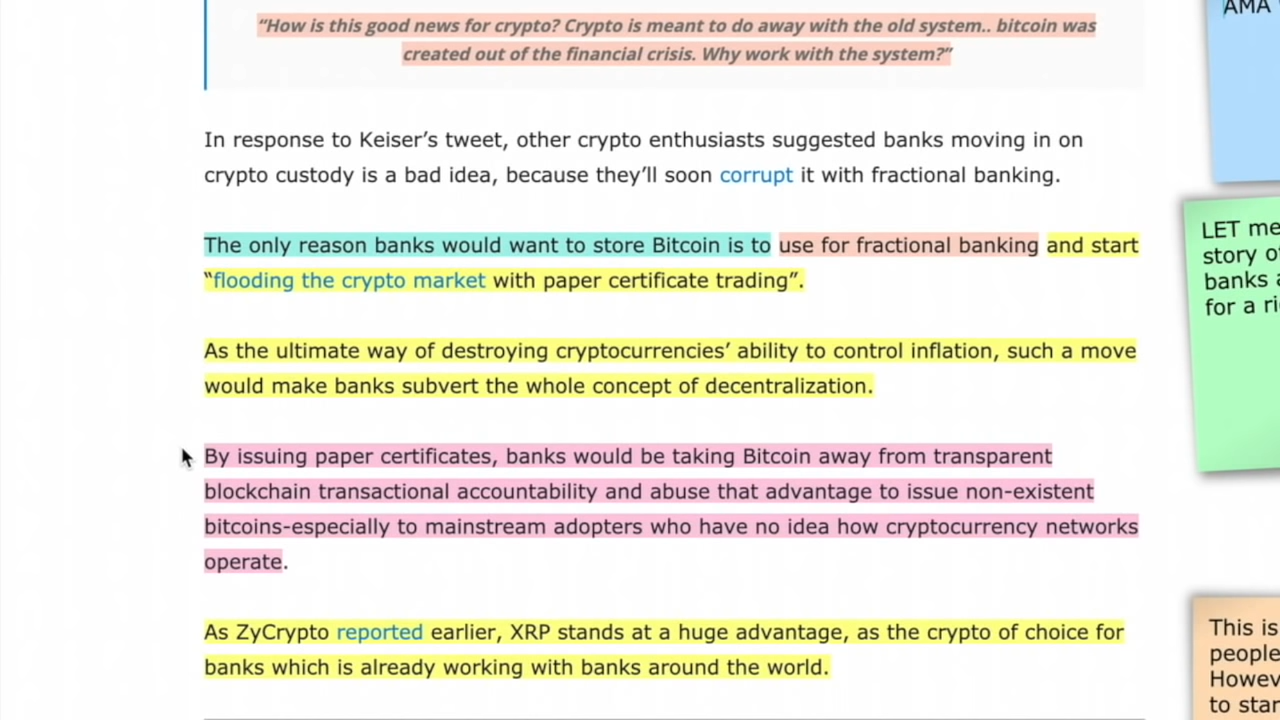 “How is this good news for crypto? Crypto is meant to do away with the old system.. bitcoin was
created out of the financial crisis. Why work with the system?”
In response to Keiser’s tweet, other crypto enthusiasts suggested banks moving in on
crypto custody is a bad idea, because they’ll soon corrupt it with fractional banking.
The only reason banks would want to store Bitcoin is to use for fractional banking and start
“flooding the crypto market with paper certificate trading”.
As the ultimate way of destroying cryptocurrencies’ ability to control inflation, such a move
would make banks subvert the whole concept of decentralization.
By issuing paper certificates, banks would be taking Bitcoin away from transparent
blockchain transactional accountability and abuse that advantage to issue non-existent
bitcoins-especially to mainstream adopters who have no idea how cryptocurrency networks
operate.
As ZyCrypto reported earlier, XRP stands at a huge advantage, as the crypto of choice for
banks which is already working with banks around the world.
AMA
LET me
story o
banks a
for a ri
This is
people
Howev
to star